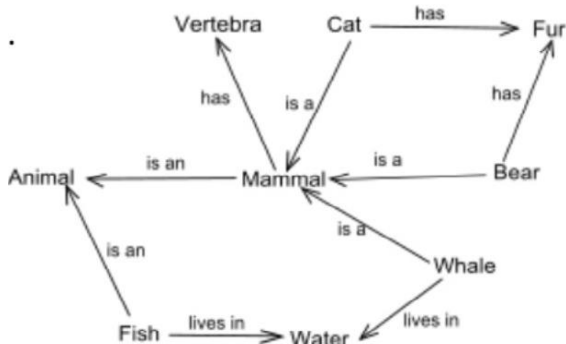 has
Vertebra Cat Fur
.
has is a has
is an is a
Animal Mammal Bear
is a
is an
Whale
lives in lives in
Fish Water